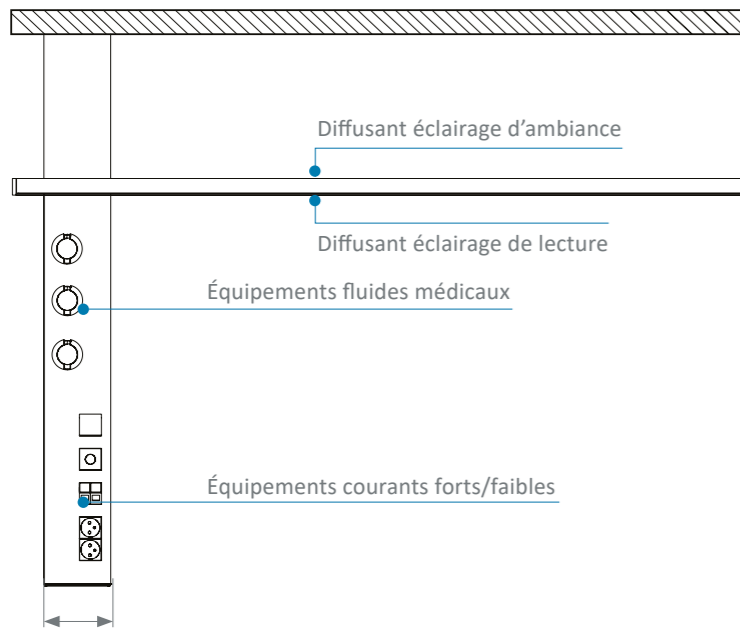 Diffusant éclairage d’ambiance
Diffusant éclairage de lecture
Équipements fluides médicaux
Équipements courants forts/faibles